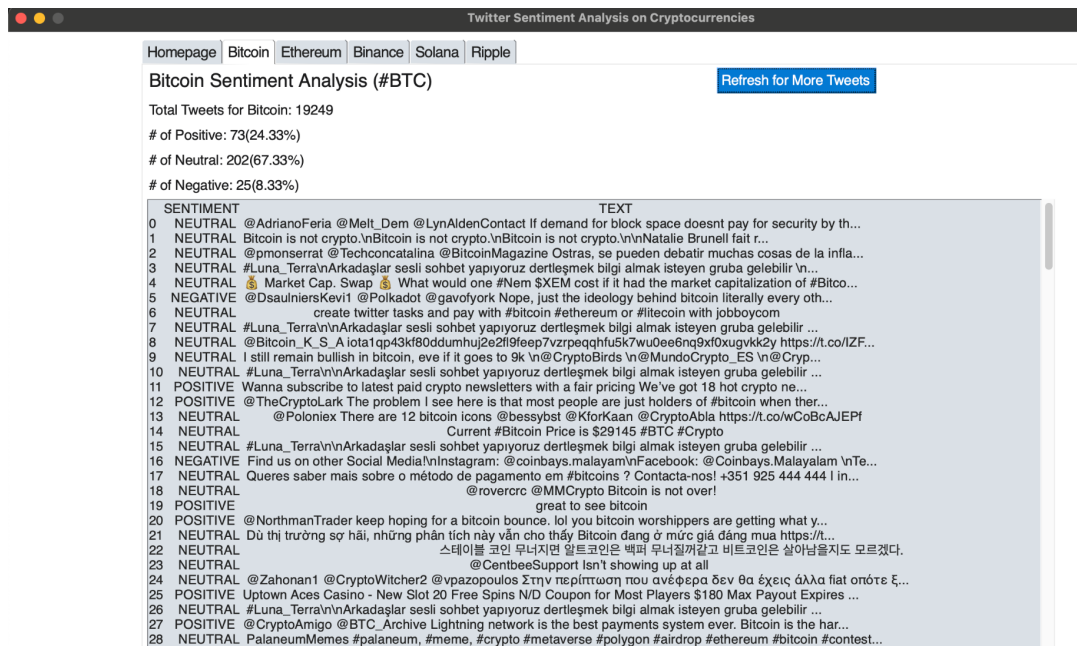 Twitter Sentiment Analysis on Cryptocurrencies
Homepage Bitcoin Ethereum Binance Solana Ripple
Bitcoin Sentiment Analysis (#BTC) Refresh for More Tweets
Total Tweets for Bitcoin: 19249
# of Positive: 73(24.33%)
# of Neutral: 202(67.33%)
# of Negative: 25(8.33%)
SENTIMENT TEXT
0 NEUTRAL @AdrianoFeria @Melt_Dem @LynAldenContact If demand for block space doesnt pay for security by th...
1 NEUTRAL Bitcoin is not crypto.\nBitcoin is not crypto.\nBitcoin is not crypto.\n\nNatalie Brunell fait r...
2 NEUTRAL @pmonserrat @Techconcatalina @BitcoinMagazine Ostras, se pueden debatir muchas cosas de la infla...
3 NEUTRAL #Luna_Terra\nArkadaşlar sesli sohbet yapıyoruz dertleşmek bilgi almak isteyen gruba gelebilir \n...
4 NEUTRAL 💰 Market Cap. Swap 💰 What would one #Nem $XEM cost if it had the market capitalization of #Bitco...
5 NEGATIVE @DsaulniersKevi1 @Polkadot @gavofyork Nope, just the ideology behind bitcoin literally every oth...
6 NEUTRAL create twitter tasks and pay with #bitcoin #ethereum or #litecoin with jobboycom
7 NEUTRAL #Luna_Terra\n\nArkadaşlar sesli sohbet yapıyoruz dertleşmek bilgi almak isteyen gruba gelebilir ...
8 NEUTRAL @Bitcoin_K_S_A iota1qp43kf80ddumhuj2e2fl9feep7vzrpeqqhfu5k7wu0ee6nq9xf0xugvkk2y https://t.co/IZF...
9 NEUTRAL I still remain bullish in bitcoin, eve if it goes to 9k \n@CryptoBirds \n@MundoCrypto_ES \n@Cryp...
10 NEUTRAL #Luna_Terra\n\nArkadaşlar sesli sohbet yapıyoruz dertleşmek bilgi almak isteyen gruba gelebilir ...
11 POSITIVE Wanna subscribe to latest paid crypto newsletters with a fair pricing We've got 18 hot crypto ne...
12 POSITIVE @TheCryptoLark The problem I see here is that most people are just holders of #bitcoin when ther...
13 NEUTRAL @Poloniex There are 12 bitcoin icons @bessybst @KforKaan @CryptoAbla https://t.co/wCoBcAJEPf
14 NEUTRAL Current #Bitcoin Price is $29145 #BTC #Crypto
15 NEUTRAL #Luna_Terra\n\nArkadaşlar sesli sohbet yapıyoruz dertleşmek bilgi almak isteyen gruba gelebilir ...
16 NEGATIVE Find us on other Social Media!\nInstagram: @coinbays.malayam\nFacebook: @Coinbays.Malayalam \nTe...
17 NEUTRAL Queres saber mais sobre o método de pagamento em #bitcoins ? Contacta-nos! +351 925 444 444 l in...
18 NEUTRAL @rovercrc @MMCrypto Bitcoin is not over!
19 POSITIVE great to see bitcoin
20 POSITIVE @NorthmanTrader keep hoping for a bitcoin bounce. lol you bitcoin worshippers are getting what y...
21 NEUTRAL Dù thị trường sợ hãi, những phân tích này vẫn cho thấy Bitcoin đang ở mức giá đáng mua https://t...
22 NEUTRAL 스테이블 코인 무너지면 알트코인은 백퍼 무너질꺼같고 비트코인은 살아남을지도 모르겠다.
23 NEUTRAL @CentbeeSupport Isn't showing up at all
24 NEUTRAL @Zahonan1 @CryptoWitcher2 @vpazopoulos Στην περίπτωση που ανέφερα δεν θα έχεις άλλα fiat οπότε ξ...
25 POSITIVE Uptown Aces Casino - New Slot 20 Free Spins N/D Coupon for Most Players $180 Max Payout Expires ...
26 NEUTRAL #Luna_Terra\n\nArkadaşlar sesli sohbet yapıyoruz dertleşmek bilgi almak isteyen gruba gelebilir ...
27 POSITIVE @CryptoAmigo @BTC_Archive Lightning network is the best payments system ever. Bitcoin is the har...
28 NEUTRAL PalaneumMemes #palaneum, #meme, #crypto #metaverse #polygon #airdrop #ethereum #bitcoin #contest...